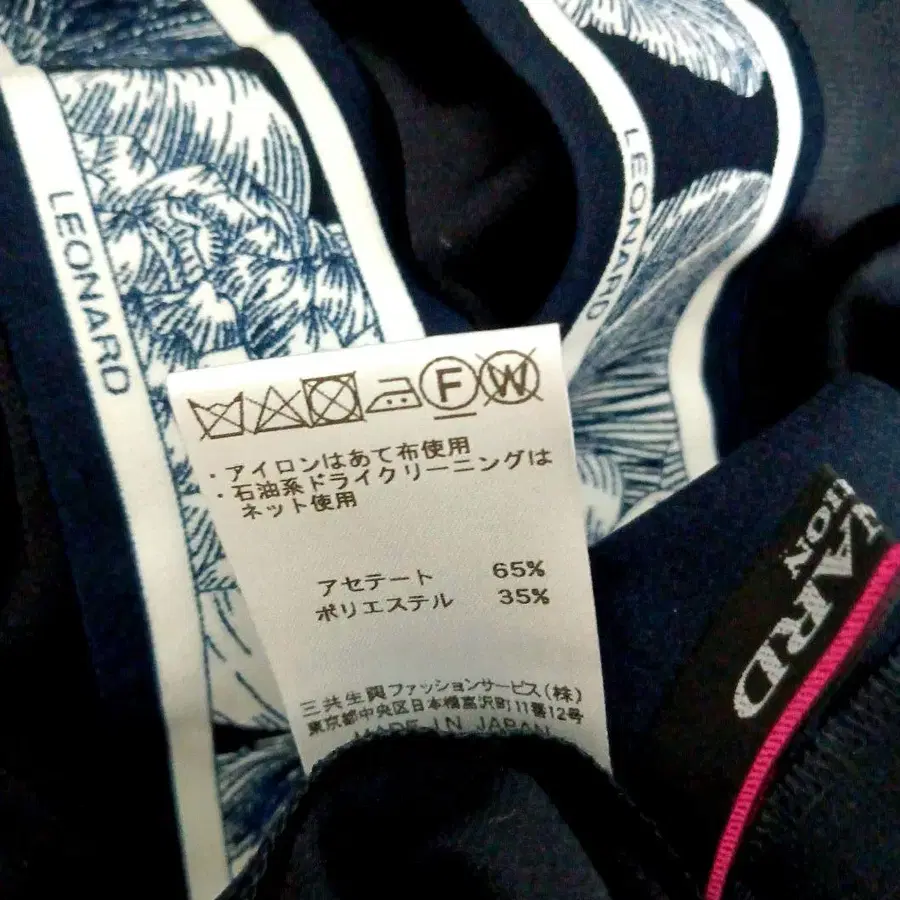 LEONARD
LEONARD
F
W
・アイロンはあて布使用
・石油系ドライクリーニングは
ネット使用
アセテート 65%
ポリエステル 35%
三共生興ファッションサービス(株)
東京都中央区日本橋富沢町11番12号
MADE IN JAPAN
NARD